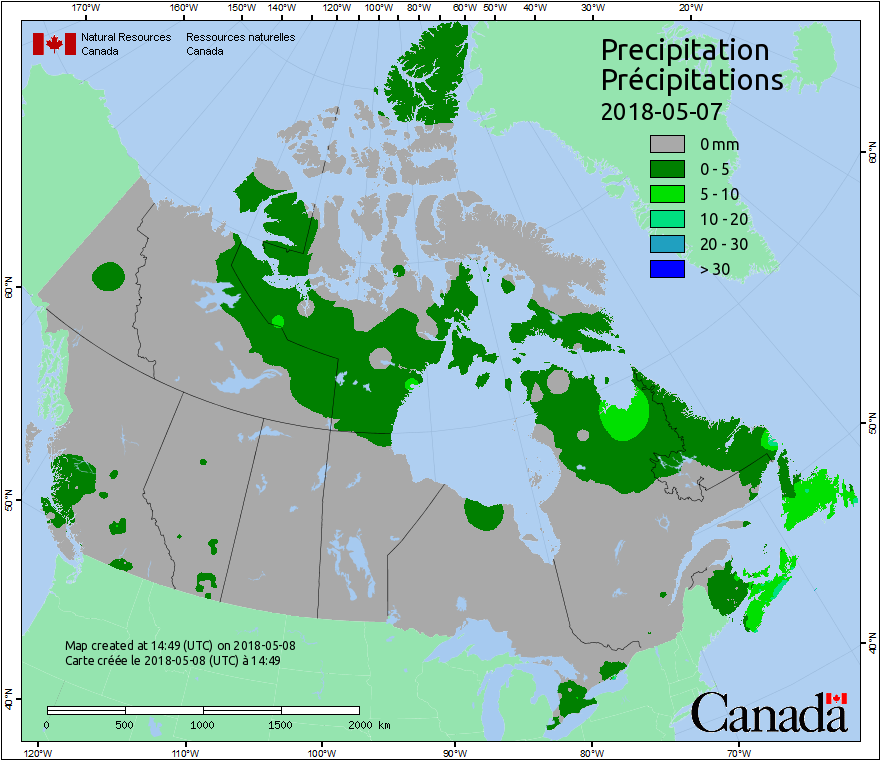 170°W 160°W 150°W 140°W 120°W 100°W 80°W 60°W 50°W 40°W 30°W 20°W
Natural Resources Ressources naturelles
Canada Canada
Precipitation
Précipitations
2018-05-07
0 mm
0 - 5
5 - 10
10 - 20
20 - 30
> 30
60°N
60°N
50°N
50°N
40°N
40°N
Map created at 14:49 (UTC) on 2018-05-08
Carte créée le 2018-05-08 (UTC) à 14:49
0 500 1000 1500 2000 km
Canada
120°W 110°W 100°W 90°W 80°W 70°W